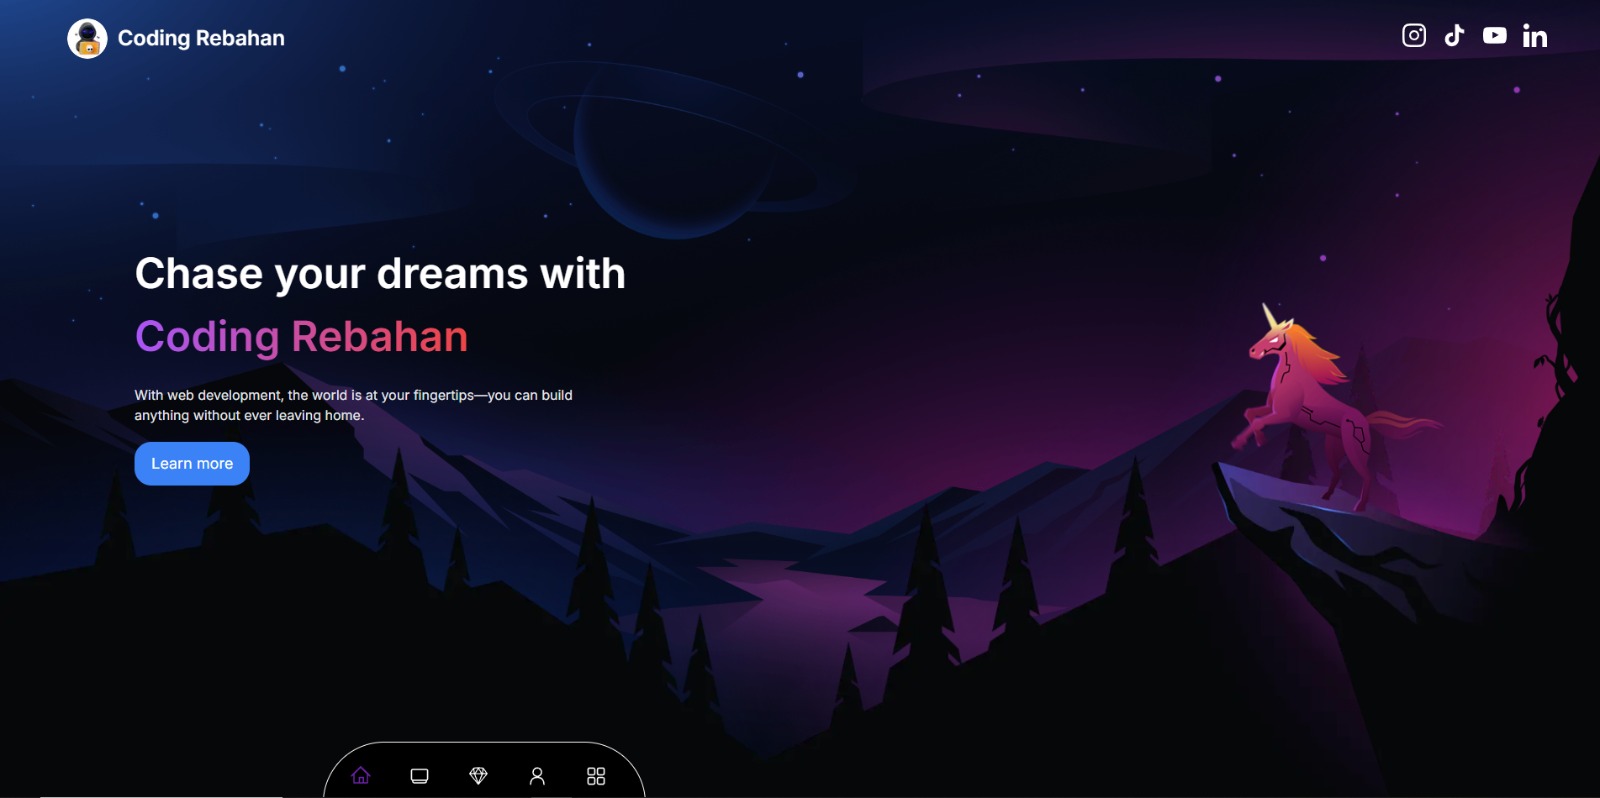 Coding Rebahan
Chase your dreams with
Coding Rebahan
With web development, the world is at your fingertips—you can build
anything without ever leaving home.
Learn more